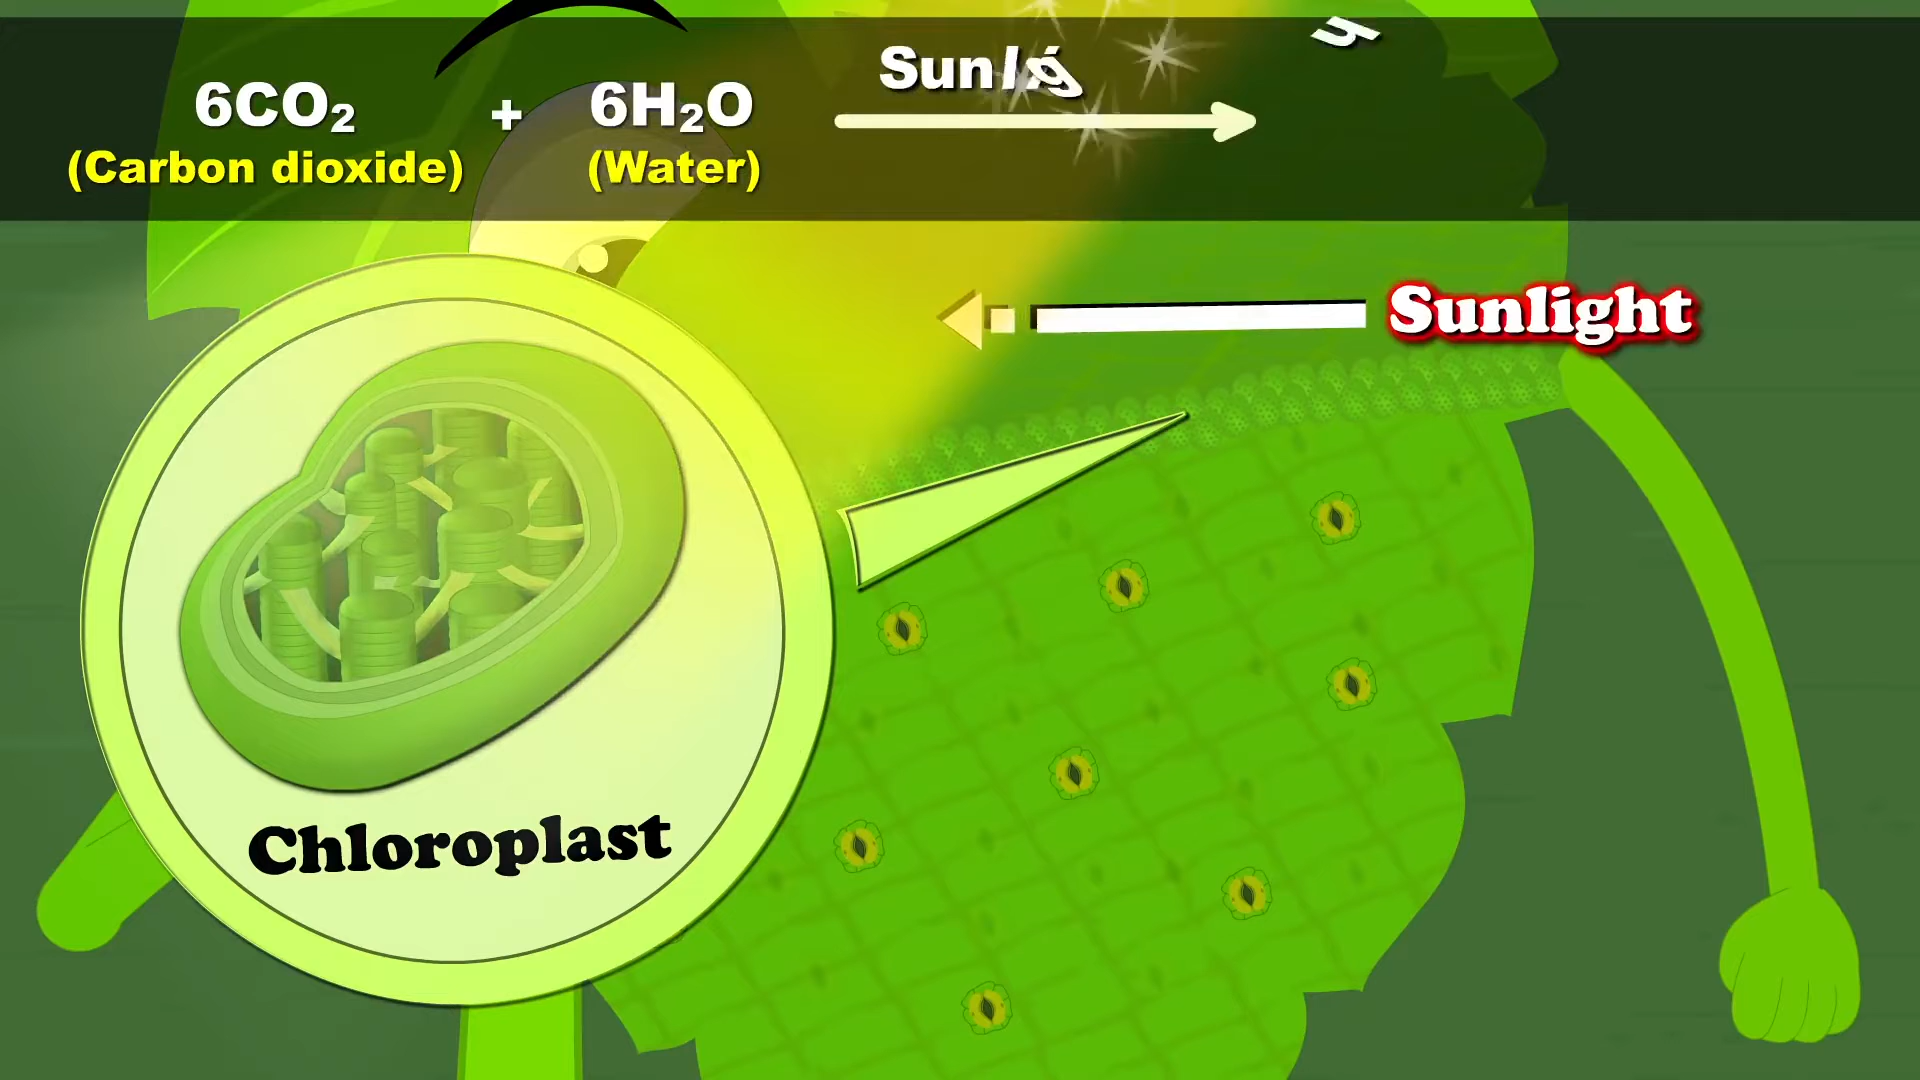 6CO₂ + 6H₂O
(Carbon dioxide) (Water)
Sunlight
Chloroplast